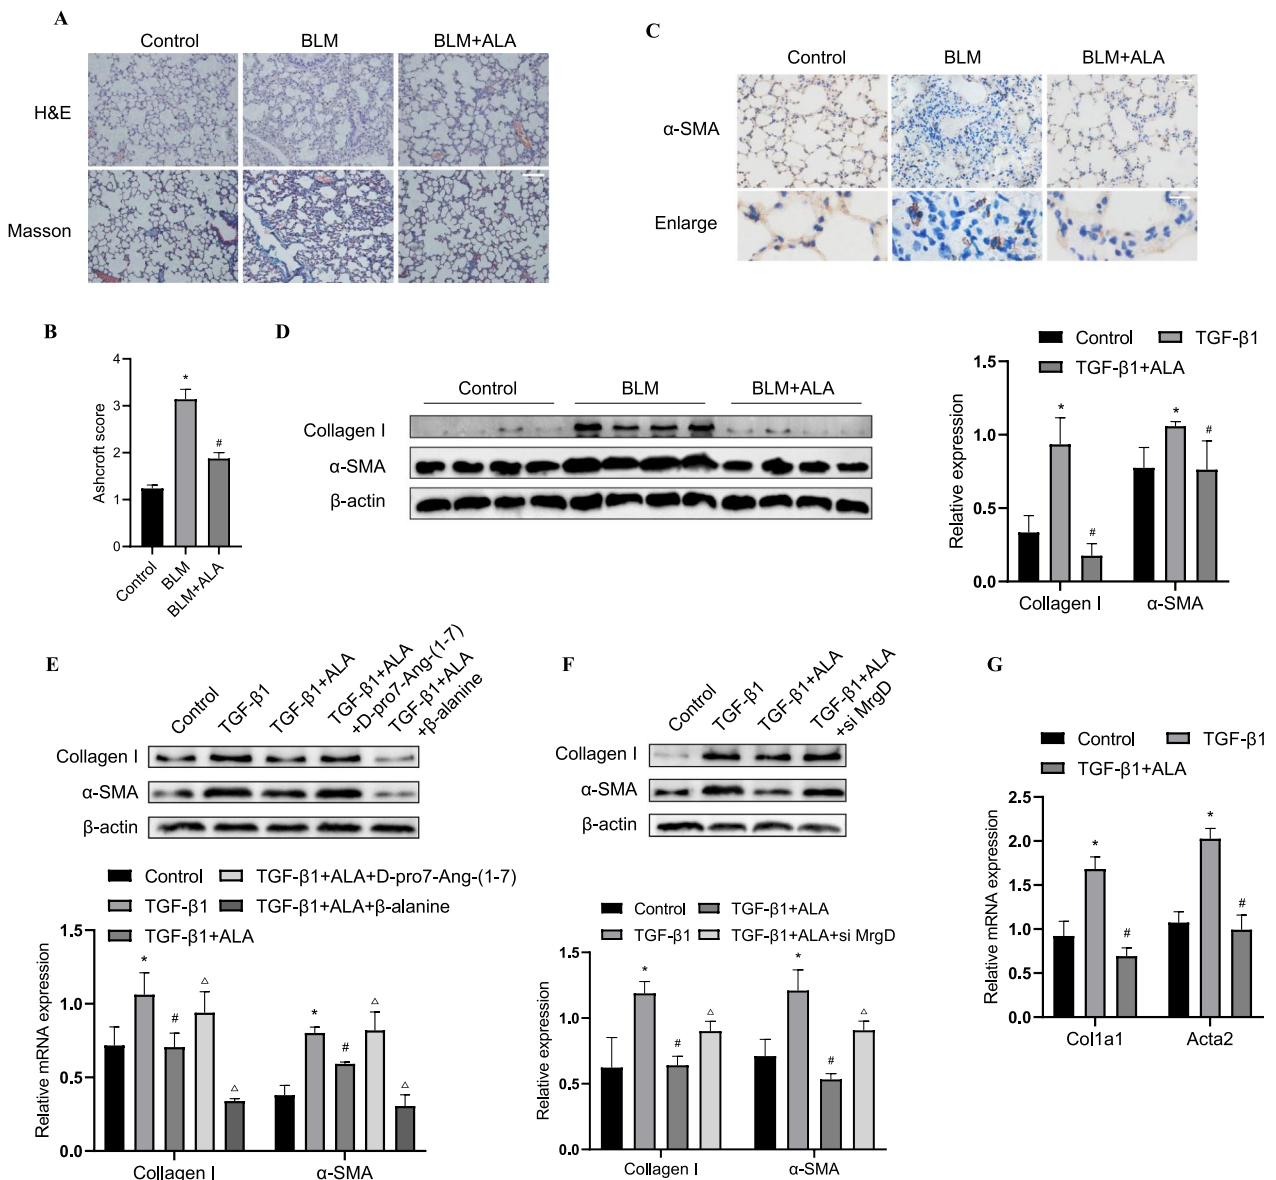 A
Control
BLM
BLM+ALA
H&E
Masson
C
Control
BLM
BLM+ALA
α-SMA
Enlarge
B
4
3
2
1
0
Ashcroft score
*
#
Control
BLM
BLM+ALA
D
Control
BLM
BLM+ALA
Collagen I
α-SMA
β-actin
Control
TGF-β1
TGF-β1+ALA
1.5
1.0
0.5
0.0
Relative expression
*
#
*
#
Collagen I
α-SMA
E
Control
TGF-β1
TGF-β1+ALA
TGF-β1+ALA
+D-pro7-Ang-(1-7)
TGF-β1+ALA
+β-alanine
Collagen I
α-SMA
β-actin
Control
TGF-β1+ALA+D-pro7-Ang-(1-7)
TGF-β1
TGF-β1+ALA+β-alanine
TGF-β1+ALA
1.5
1.0
0.5
0.0
Relative mRNA expression
*
#
△
△
*
#
△
△
Collagen I
α-SMA
F
Control
TGF-β1
TGF-β1+ALA
TGF-β1+ALA
+si MrgD
Collagen I
α-SMA
β-actin
Control
TGF-β1+ALA
TGF-β1
TGF-β1+ALA+si MrgD
1.5
1.0
0.5
0.0
Relative expression
*
#
△
*
#
△
Collagen I
α-SMA
G
Control
TGF-β1
TGF-β1+ALA
2.5
2.0
1.5
1.0
0.5
0.0
Relative mRNA expression
*
#
*
#
Col1a1
Acta2